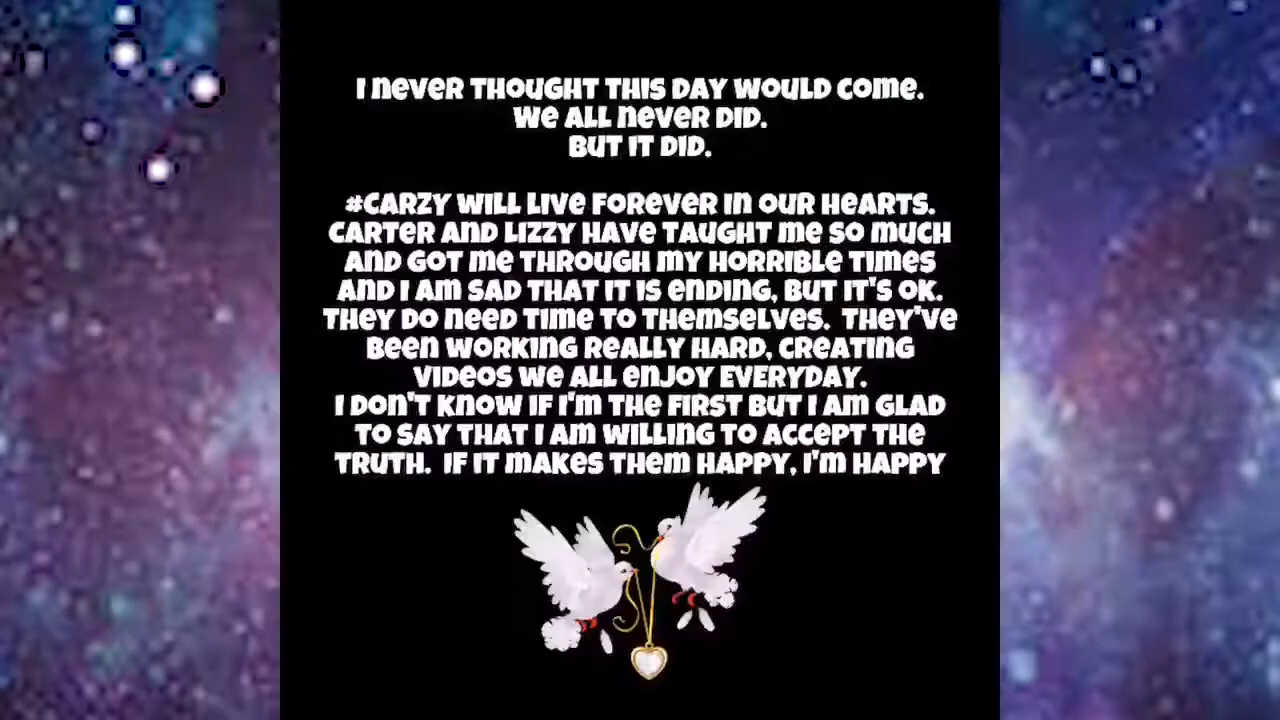 I never thought this day would come.
We all never did.
But it did.
#Carzy will live forever in our hearts.
Carter and Lizzy have taught me so much
and got me through my horrible times
and I am sad that it is ending, but it's ok.
They do need time to themselves. They've
been working really hard, creating
videos we all enjoy everyday.
I don't know if I'm the first but I am glad
to say that I am willing to accept the
truth. If it makes them happy, I'm happy